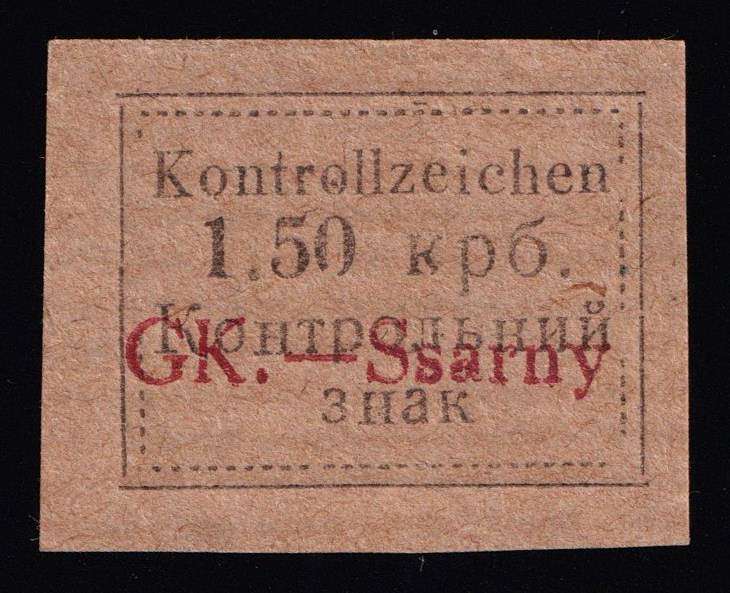 Kontrollzeichen
1.50 крб.
Контрольний
GK.—Ssarny
знак